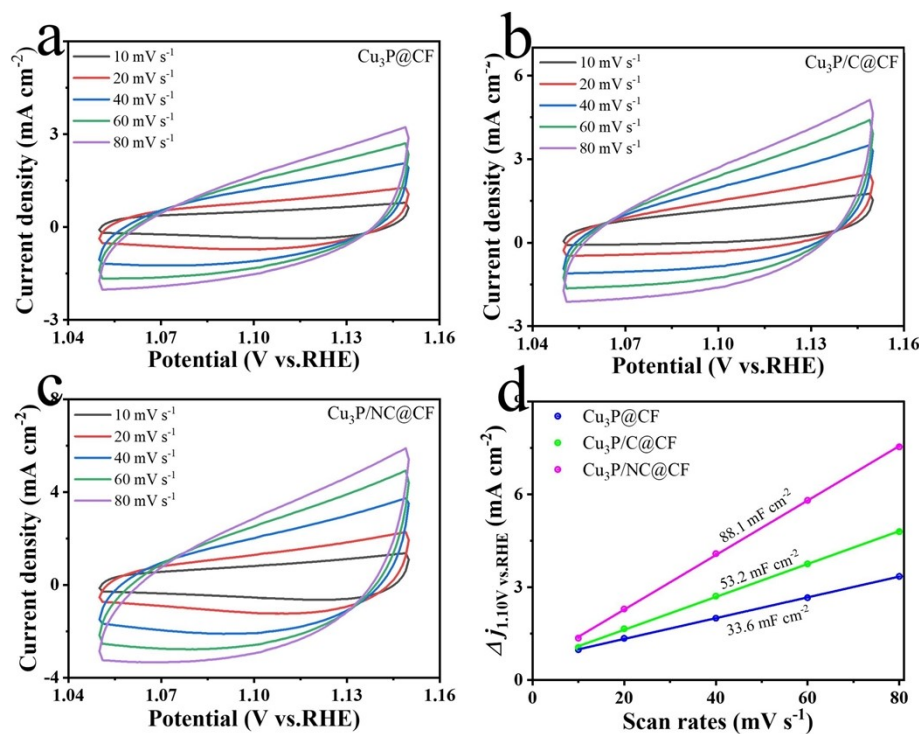 a
Cu₃P@CF
10 mV s⁻¹
20 mV s⁻¹
40 mV s⁻¹
60 mV s⁻¹
80 mV s⁻¹
3
0
-3
Current density (mA cm⁻²)
1.04 1.07 1.10 1.13 1.16
Potential (V vs.RHE)
b
Cu₃P/C@CF
10 mV s⁻¹
20 mV s⁻¹
40 mV s⁻¹
60 mV s⁻¹
80 mV s⁻¹
6
3
0
-3
Current density (mA cm⁻²)
1.04 1.07 1.10 1.13 1.16
Potential (V vs.RHE)
c
Cu₃P/NC@CF
10 mV s⁻¹
20 mV s⁻¹
40 mV s⁻¹
60 mV s⁻¹
80 mV s⁻¹
8
4
0
-4
Current density (mA cm⁻²)
1.04 1.07 1.10 1.13 1.16
Potential (V vs.RHE)
d
Cu₃P@CF
Cu₃P/C@CF
Cu₃P/NC@CF
88.1 mF cm⁻²
53.2 mF cm⁻²
33.6 mF cm⁻²
6
3
0
Δj1.10V vs.RHE (mA cm⁻²)
0 20 40 60 80
Scan rates (mV s⁻¹)